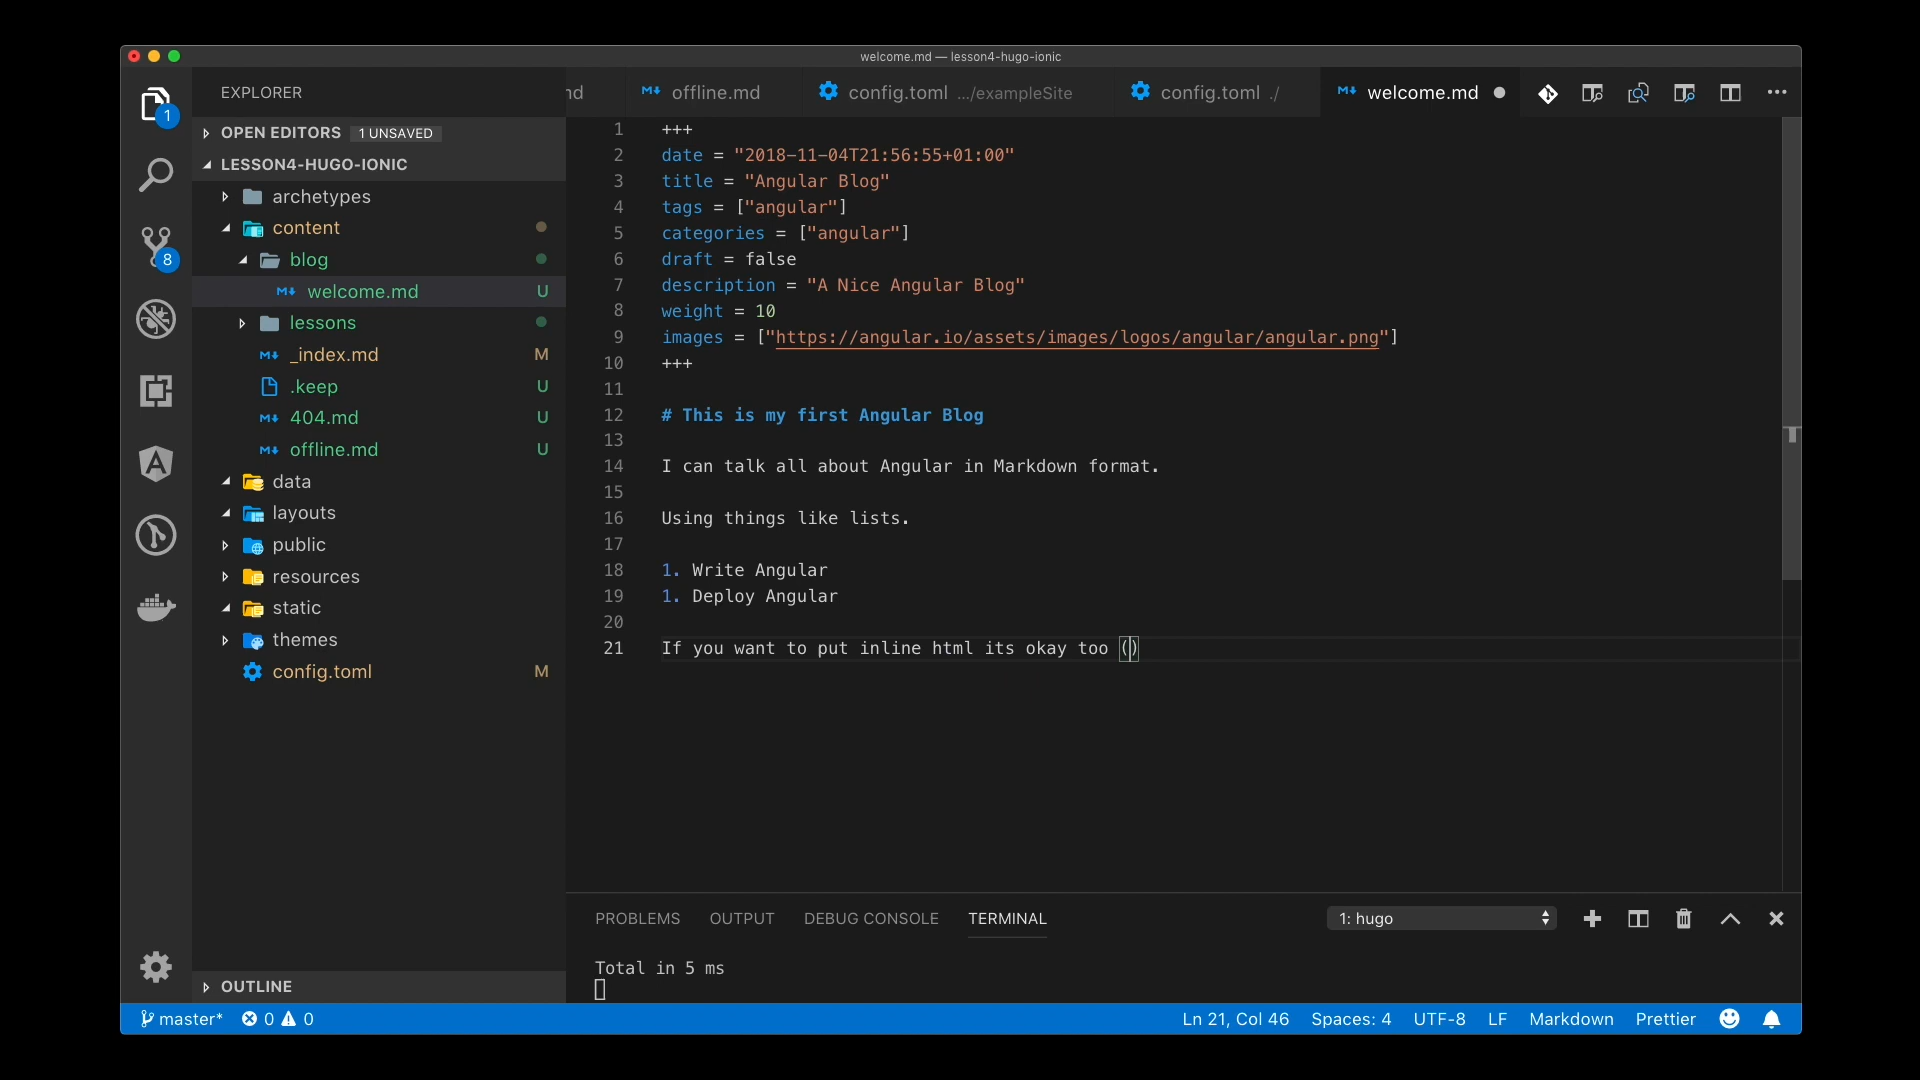 welcome.md — lesson4-hugo-ionic
EXPLORER
nd
offline.md
config.toml .../exampleSite
config.toml ./
welcome.md
1
OPEN EDITORS 1 UNSAVED
LESSON4-HUGO-IONIC
archetypes
content
8
blog
welcome.md U
lessons
_index.md M
.keep U
404.md U
offline.md U
data
layouts
public
resources
static
themes
config.toml M
OUTLINE
1 +++
2 date = "2018-11-04T21:56:55+01:00"
3 title = "Angular Blog"
4 tags = ["angular"]
5 categories = ["angular"]
6 draft = false
7 description = "A Nice Angular Blog"
8 weight = 10
9 images = ["https://angular.io/assets/images/logos/angular/angular.png"]
10 +++
11
12 # This is my first Angular Blog
13
14 I can talk all about Angular in Markdown format.
15
16 Using things like lists.
17
18 1. Write Angular
19 1. Deploy Angular
20
21 If you want to put inline html its okay too ()
PROBLEMS OUTPUT DEBUG CONSOLE TERMINAL 1: hugo
Total in 5 ms
master* 0 0 Ln 21, Col 46 Spaces: 4 UTF-8 LF Markdown Prettier